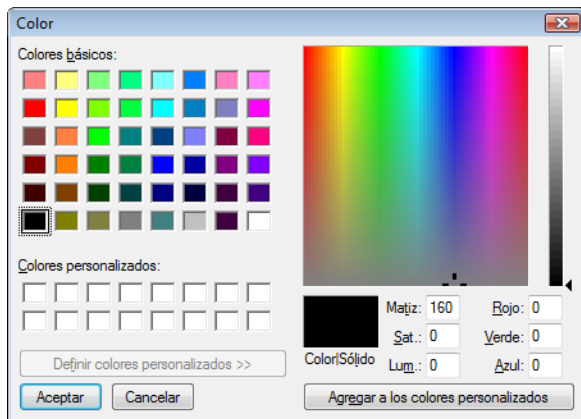 Color
Colores básicos:
Colores personalizados:
Definir colores personalizados >>
Aceptar
Cancelar
Color|Sólido
Matiz: 160
Sat.: 0
Lum.: 0
Rojo: 0
Verde: 0
Azul: 0
Agregar a los colores personalizados